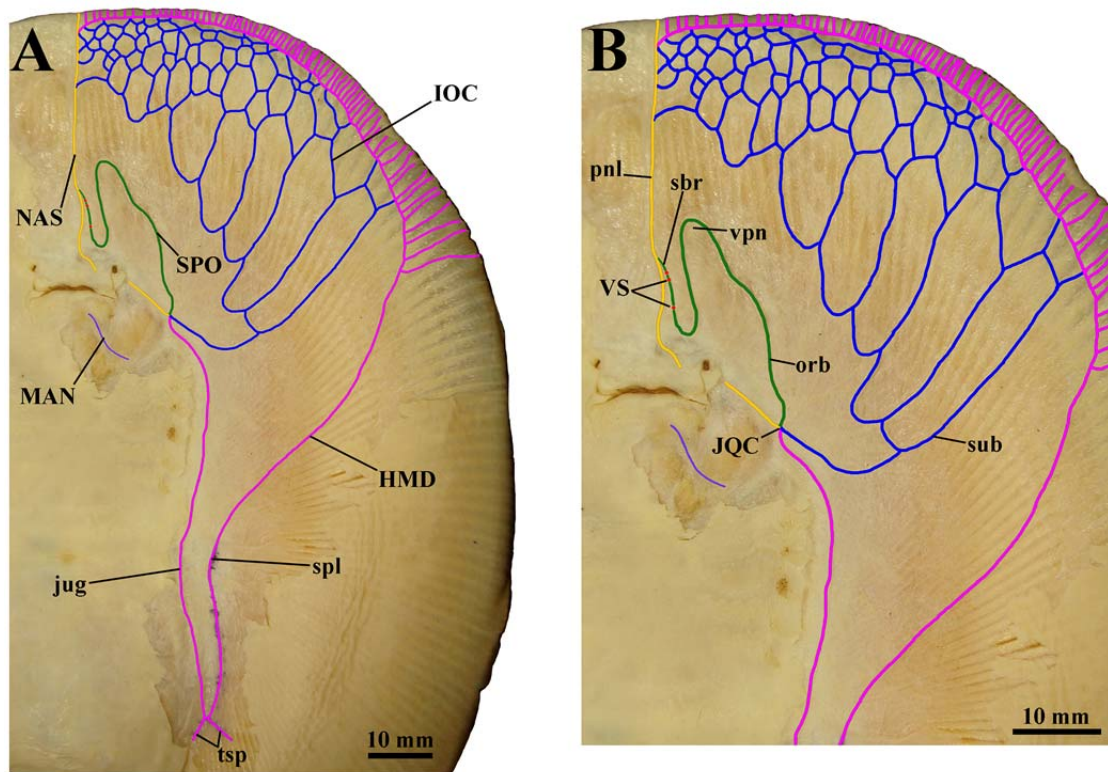 A
IOC
NAS
SPO
MAN
HMD
jug
spl
tsp
10 mm
B
pnl
sbr
vpn
VS
orb
JQC
sub
10 mm